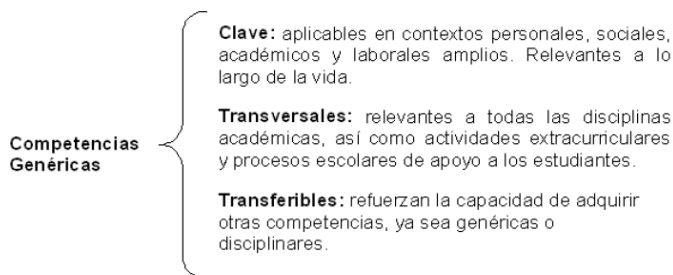 Clave: aplicables en contextos personales, sociales,
académicos y laborales amplios. Relevantes a lo
largo de la vida.
Transversales: relevantes a todas las disciplinas
académicas, así como actividades extracurriculares
y procesos escolares de apoyo a los estudiantes.
Competencias
Genéricas
Transferibles: refuerzan la capacidad de adquirir
otras competencias, ya sea genéricas o
disciplinares.